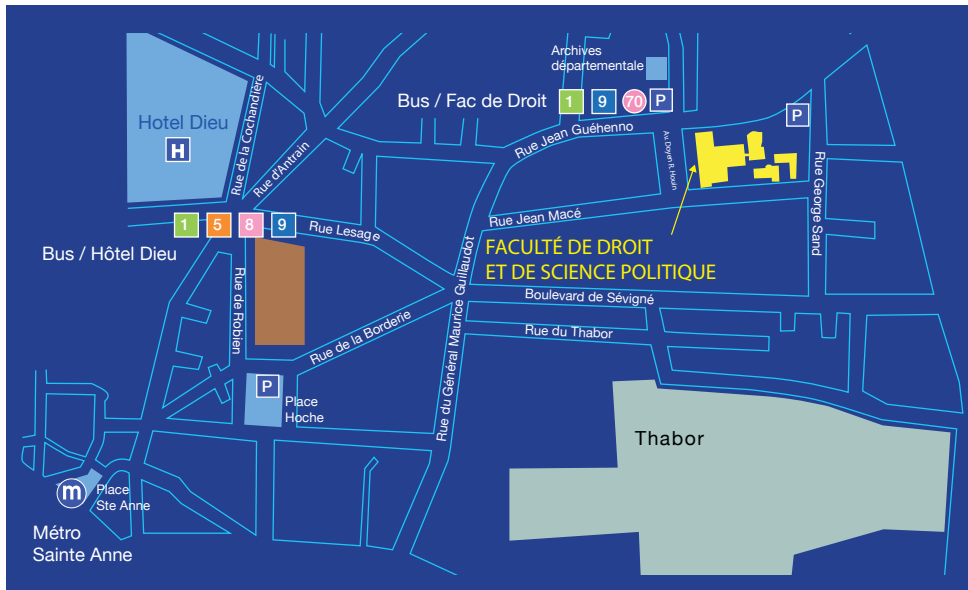 Archives
départementale
Bus / Fac de Droit
1
9
70
P
Hotel Dieu
H
Rue de la Cochardière
Rue d'Antrain
Rue Jean Guéhenno
Av. Doyen R. Houin
P
Rue George Sand
Rue Jean Macé
1
5
8
9
Bus / Hôtel Dieu
Rue Lesage
FACULTÉ DE DROIT
ET DE SCIENCE POLITIQUE
Boulevard de Sévigné
Rue de Robien
Rue de la Borderie
Rue du Général Maurice Guillaudot
Rue du Thabor
P
Place
Hoche
Thabor
m
Place
Ste Anne
Métro
Sainte Anne